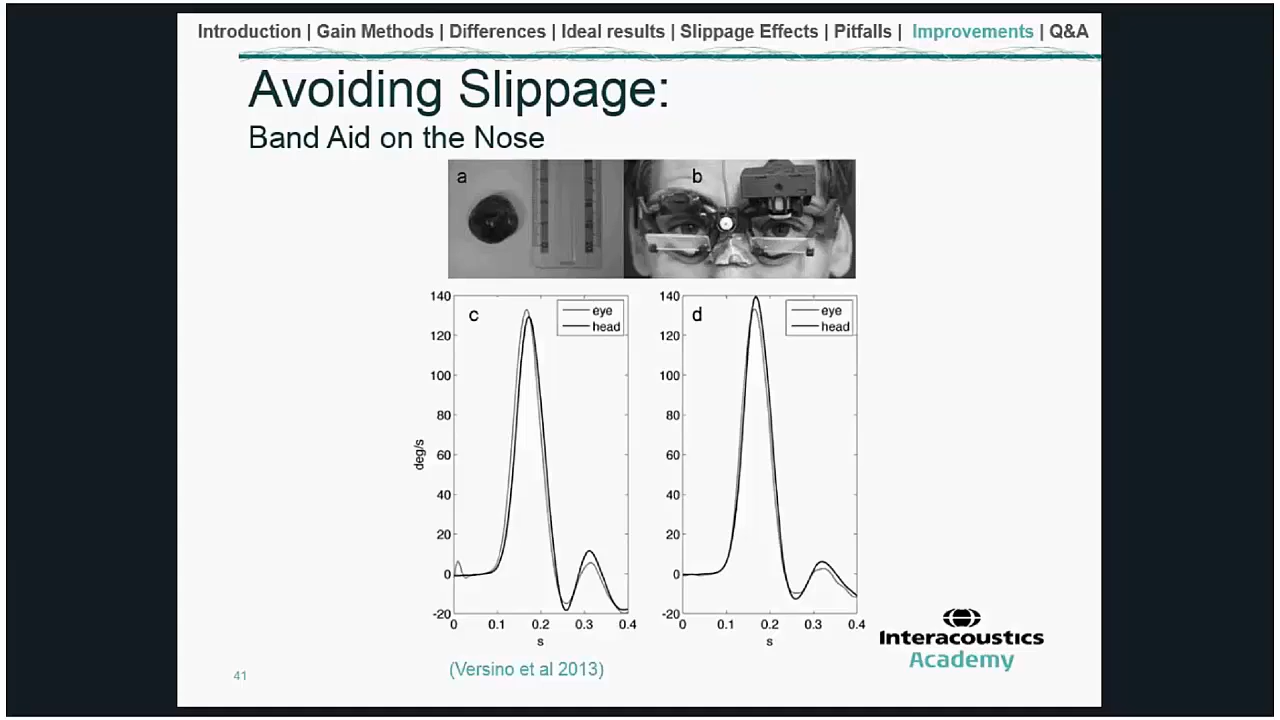 Introduction | Gain Methods | Differences | Ideal results | Slippage Effects | Pitfalls | Improvements | Q&A
Avoiding Slippage:
Band Aid on the Nose
a
b
c
eye
head
140
120
100
80
60
40
20
0
-20
deg/s
0 0.1 0.2 0.3 0.4
s
d
eye
head
140
120
100
80
60
40
20
0
-20
0 0.1 0.2 0.3 0.4
s
Interacoustics
Academy
(Versino et al 2013)
41